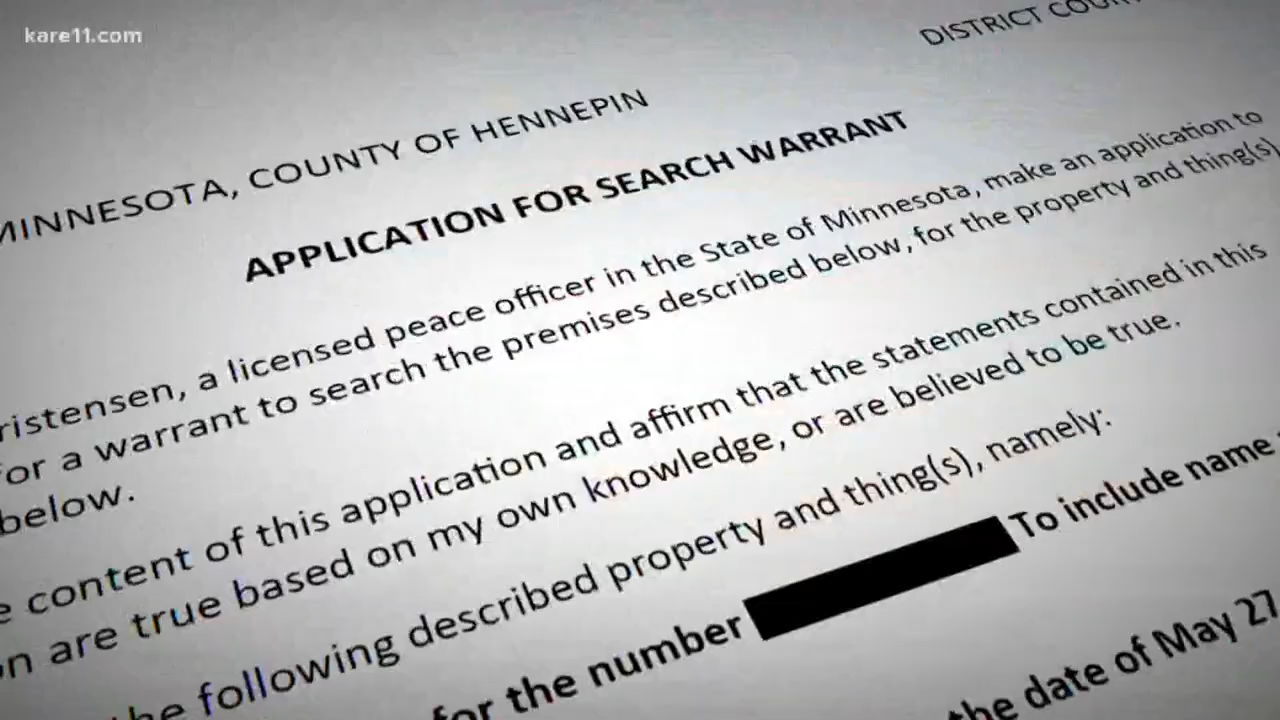 kare11.com
DISTRICT
MINNESOTA, COUNTY OF HENNEPIN
APPLICATION FOR SEARCH WARRANT
ristensen, a licensed peace officer in the State of Minnesota, make an application to
for a warrant to search the premises described below, for the property and thing(s)
below.
content of this application and affirm that the statements contained in this
are true based on my own knowledge, or are believed to be true.
the following described property and thing(s), namely:
for the number To include name
the date of May 27